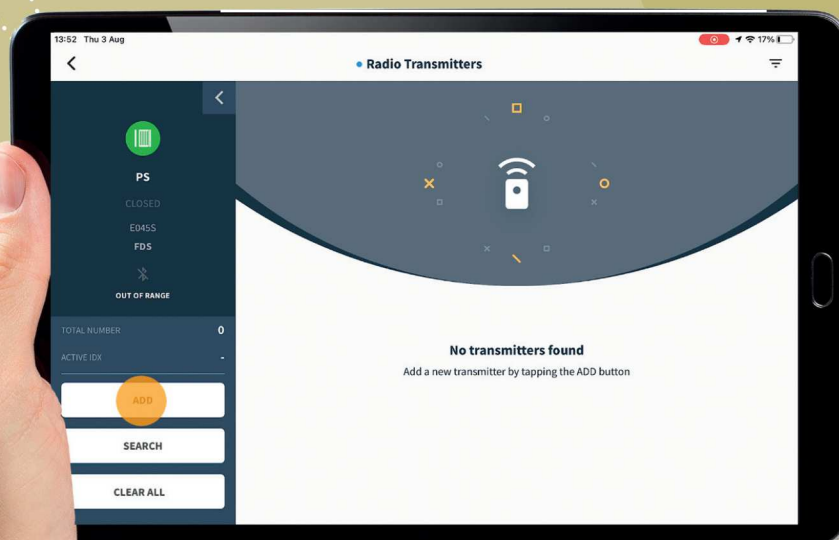 13:52 Thu 3 Aug
17%
Radio Transmitters
PS
CLOSED
E045S
FDS
OUT OF RANGE
TOTAL NUMBER 0
ACTIVE IDX -
ADD
SEARCH
CLEAR ALL
No transmitters found
Add a new transmitter by tapping the ADD button